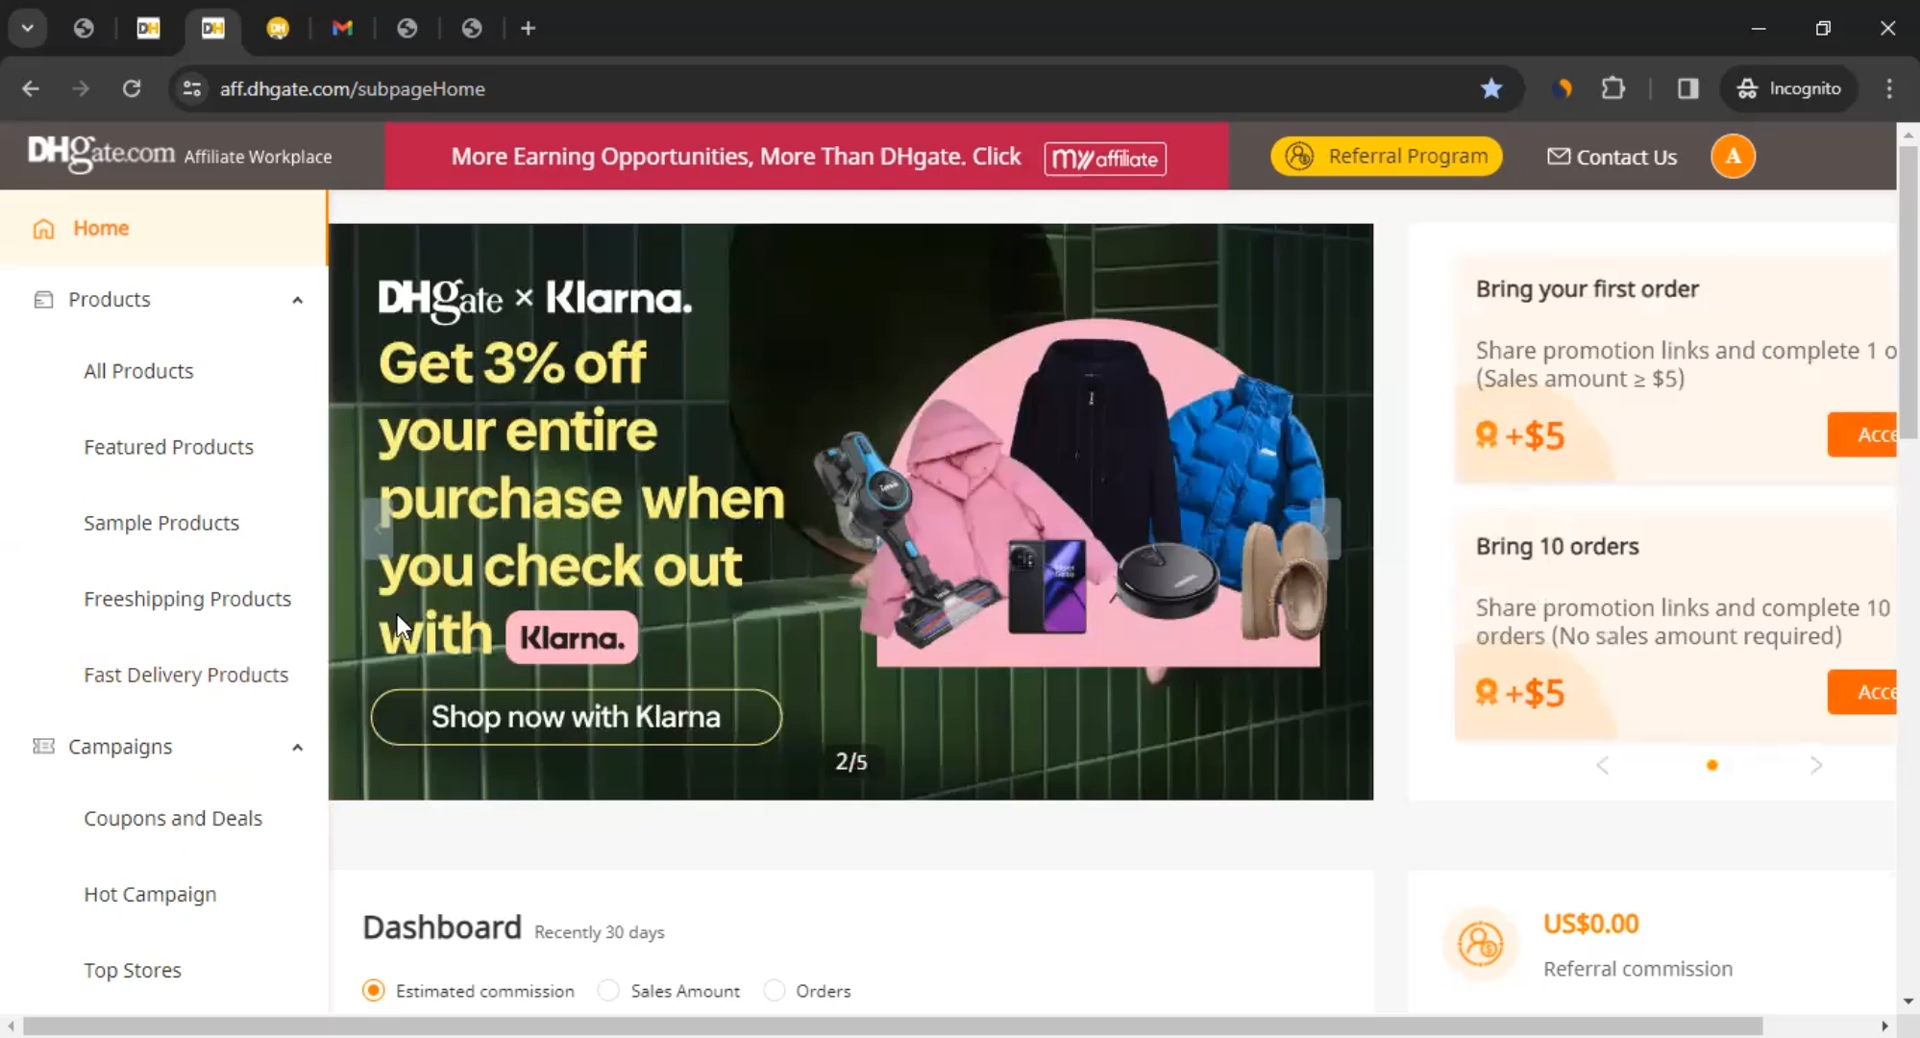 aff.dhgate.com/subpageHome
Incognito
DHgate.com Affiliate Workplace
More Earning Opportunities, More Than DHgate. Click my affiliate
Referral Program
Contact Us
A
Home
Products
All Products
Featured Products
Sample Products
Freeshipping Products
Fast Delivery Products
Campaigns
Coupons and Deals
Hot Campaign
Top Stores
DHgate × Klarna.
Get 3% off
your entire
purchase when
you check out
with Klarna.
Shop now with Klarna
2/5
Bring your first order
Share promotion links and complete 1 o
(Sales amount ≥ $5)
+$5
Acce
Bring 10 orders
Share promotion links and complete 10
orders (No sales amount required)
+$5
Acce
Dashboard Recently 30 days
Estimated commission
Sales Amount
Orders
US$0.00
Referral commission